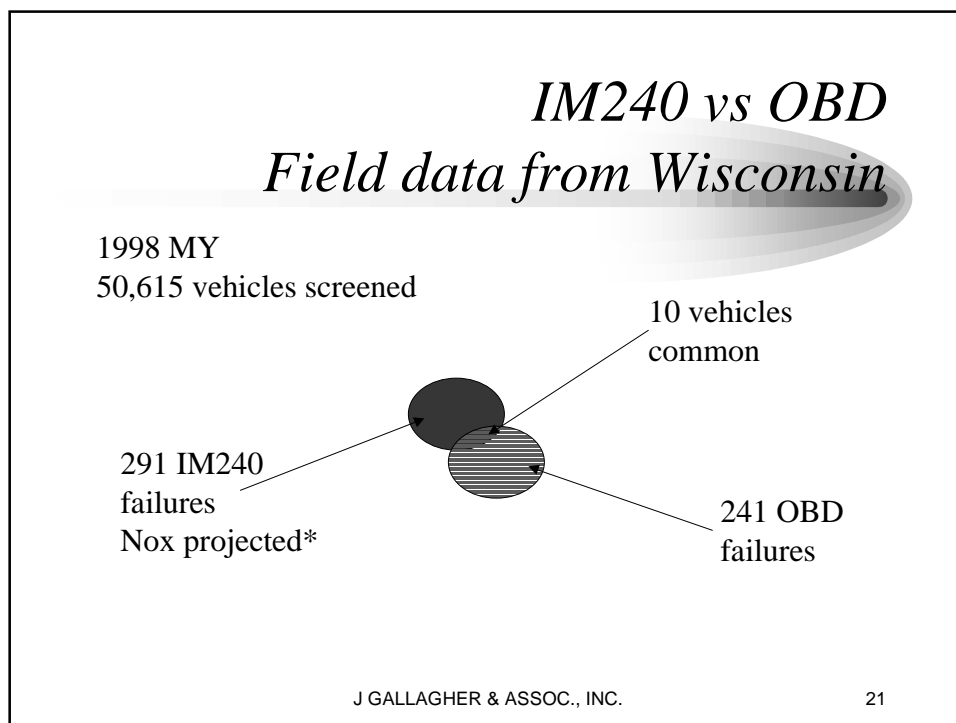 IM240 vs OBD
Field data from Wisconsin
1998 MY
50,615 vehicles screened
10 vehicles
common
291 IM240
failures
Nox projected*
241 OBD
failures
J GALLAGHER & ASSOC., INC.
21